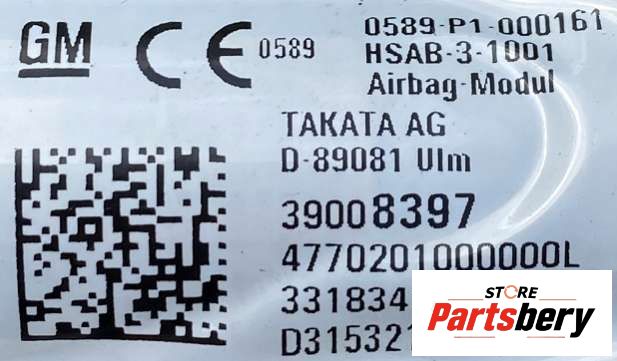 GM CE 0589
0589-P1-000161
HSAB-3-1001
Airbag-Modul
TAKATA AG
D-89081 Ulm
39008397
4770201000000L
331834
D31532
STORE
Partsbery